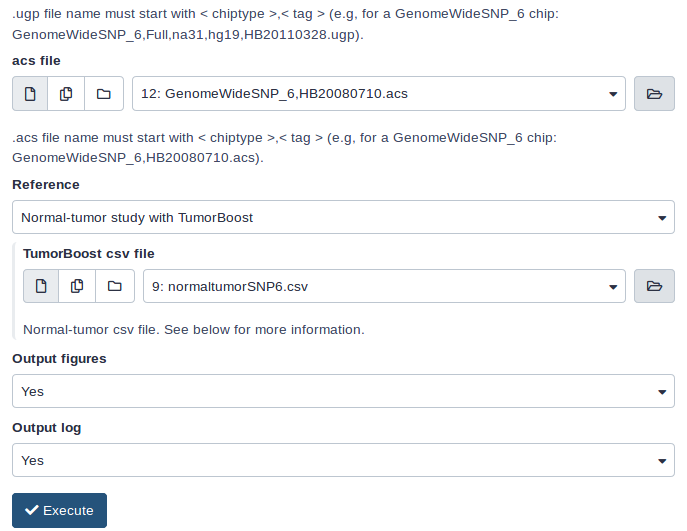 .ugp file name must start with < chiptype >,< tag > (e.g, for a GenomeWideSNP_6 chip:
GenomeWideSNP_6,Full,na31,hg19,HB20110328.ugp).
acs file
12: GenomeWideSNP_6,HB20080710.acs
.acs file name must start with < chiptype >,< tag > (e.g, for a GenomeWideSNP_6 chip:
GenomeWideSNP_6,HB20080710.acs).
Reference
Normal-tumor study with TumorBoost
TumorBoost csv file
9: normaltumorSNP6.csv
Normal-tumor csv file. See below for more information.
Output figures
Yes
Output log
Yes
Execute